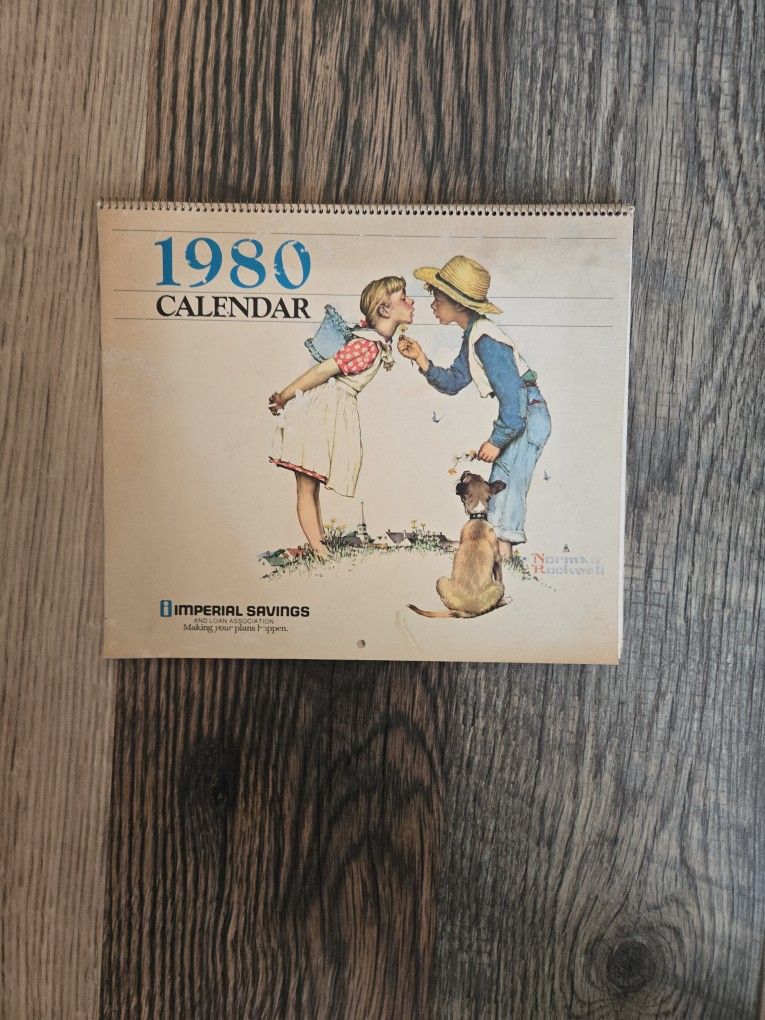 1980
CALENDAR
Norman
Rockwell
IMPERIAL SAVINGS
AND LOAN ASSOCIATION
Making your plans happen.